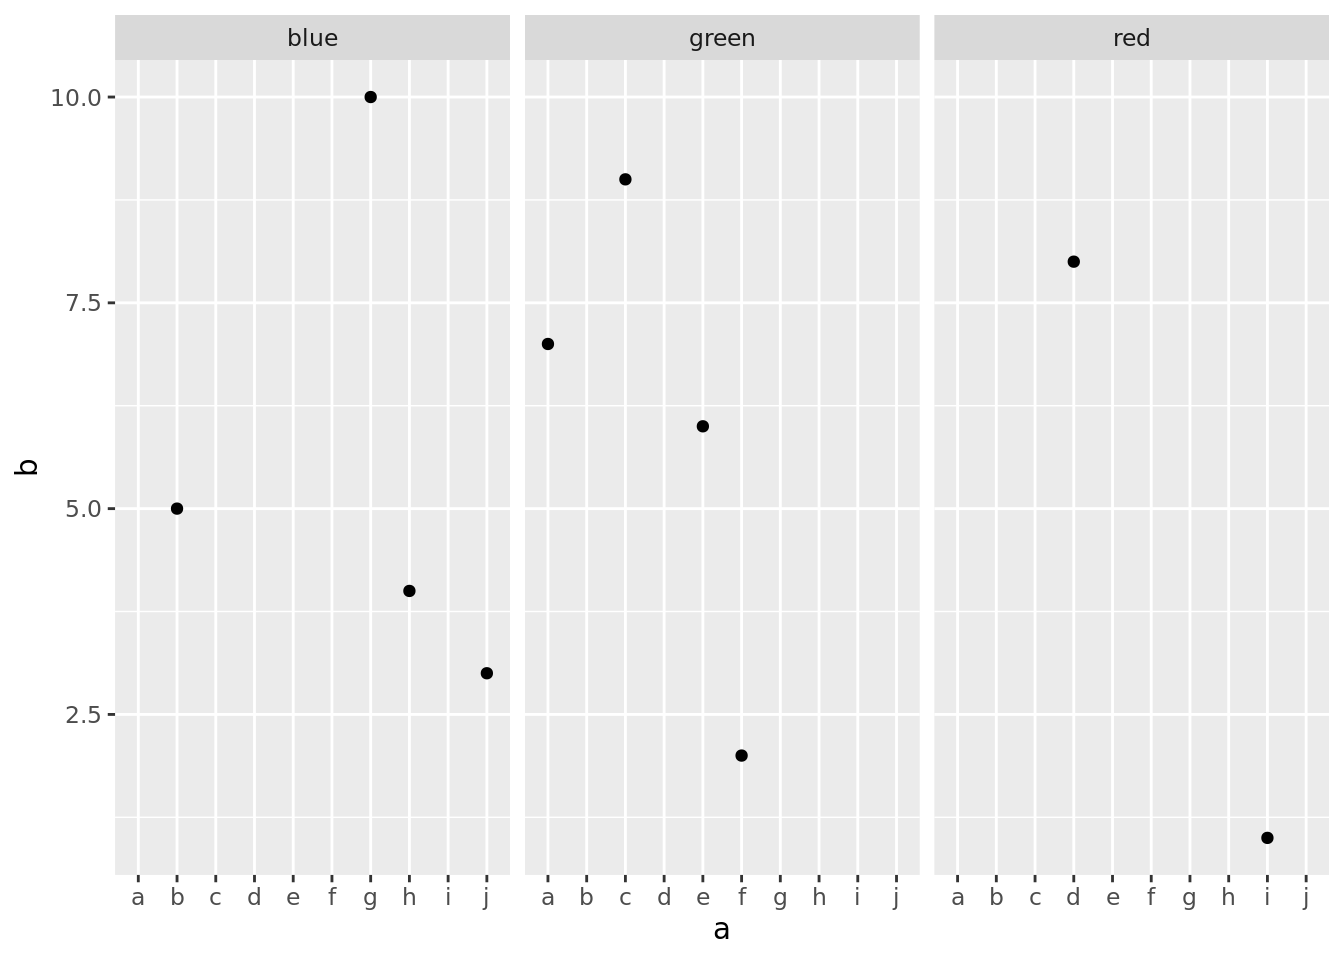 blue green red
10.0
7.5
5.0
2.5
b
a b c d e f g h i j a b c d e f g h i j a b c d e f g h i j
a